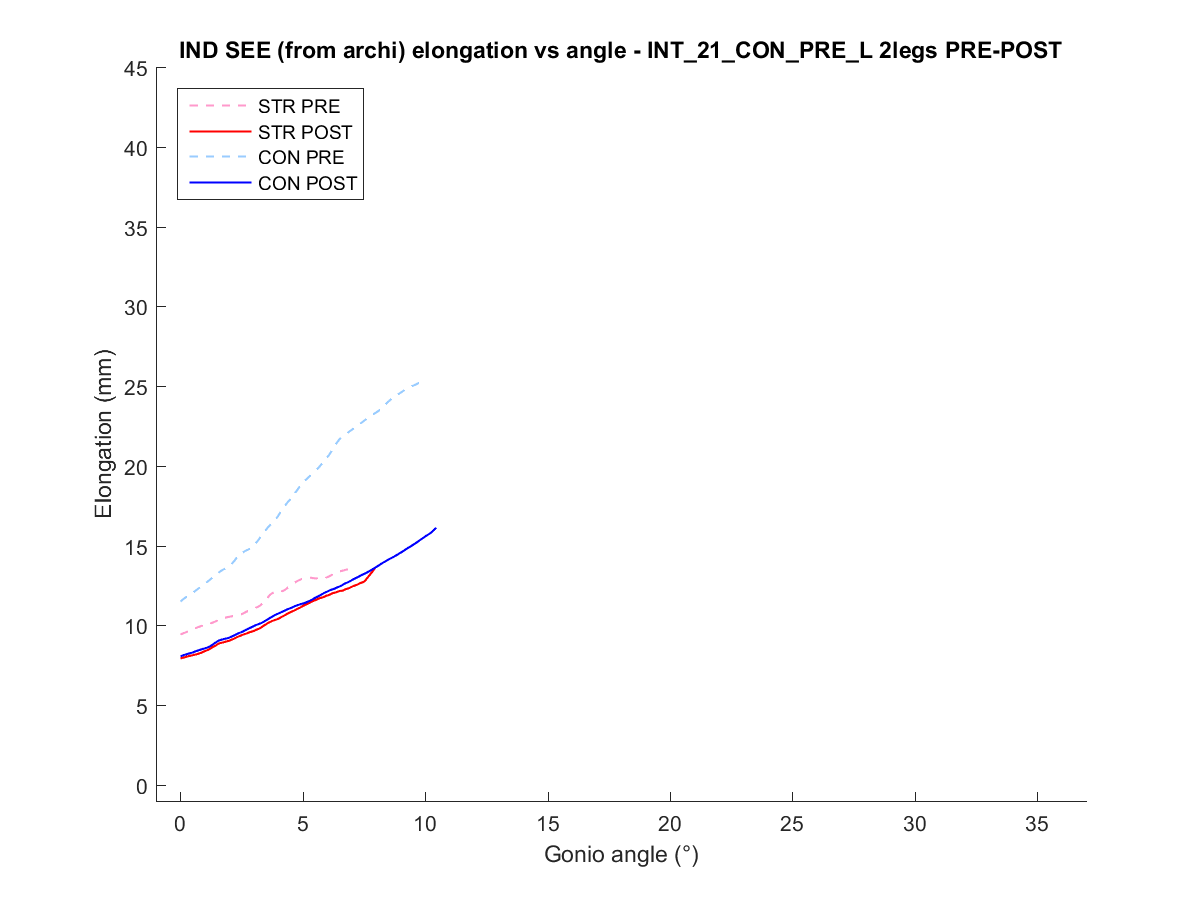 IND SEE (from archi) elongation vs angle - INT_21_CON_PRE_L 2legs PRE-POST
45
40
35
30
25
20
15
10
5
0
STR PRE
STR POST
CON PRE
CON POST
Elongation (mm)
0 5 10 15 20 25 30 35
Gonio angle (°)